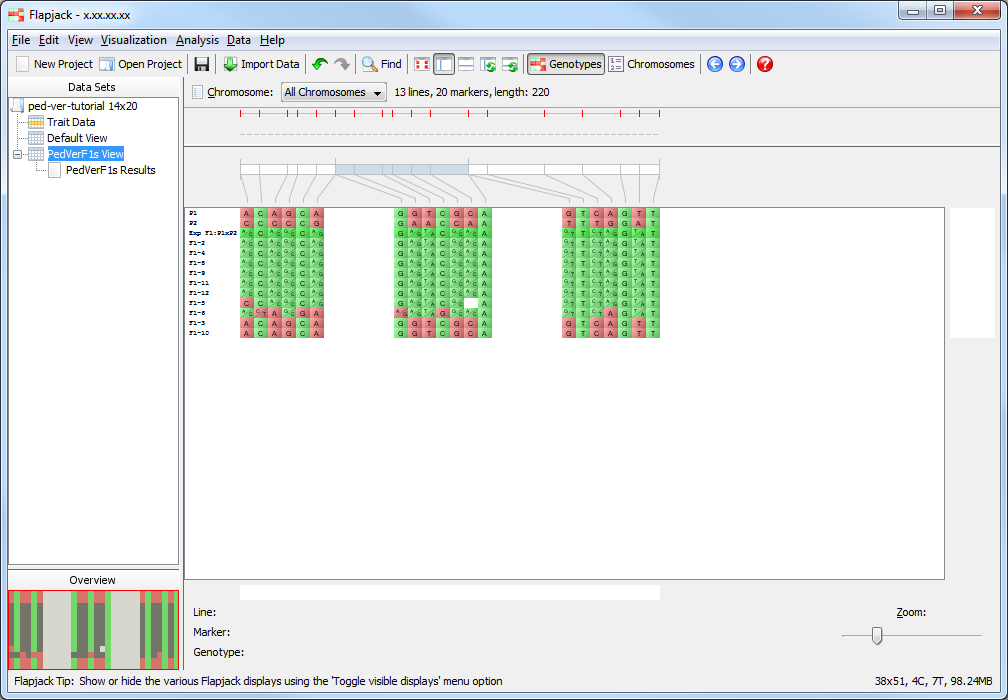 Flapjack - x.xx.xx.xx
File Edit View Visualization Analysis Data Help
New Project Open Project Import Data Find Genotypes Chromosomes
Data Sets
ped-ver-tutorial 14x20
Trait Data
Default View
PedVerF1s View
PedVerF1s Results
Chromosome: All Chromosomes 13 lines, 20 markers, length: 220
P1 A C A G C A G G T C G C A G T C A G T T
P2 C C C C C G G A A C C A A T T T G G A T
Exp F1:P1xP2
F1-2
F1-4
F1-8
F1-9
F1-11
F1-12
F1-5
F1-6
F1-3 A C A G C A G G T C G C A G T C A G T T
F1-10 A C A G C A G G T C G C A G T C A G T T
Overview
Line:
Marker:
Genotype:
Zoom:
Flapjack Tip: Show or hide the various Flapjack displays using the 'Toggle visible displays' menu option
38x51, 4C, 7T, 98.24MB